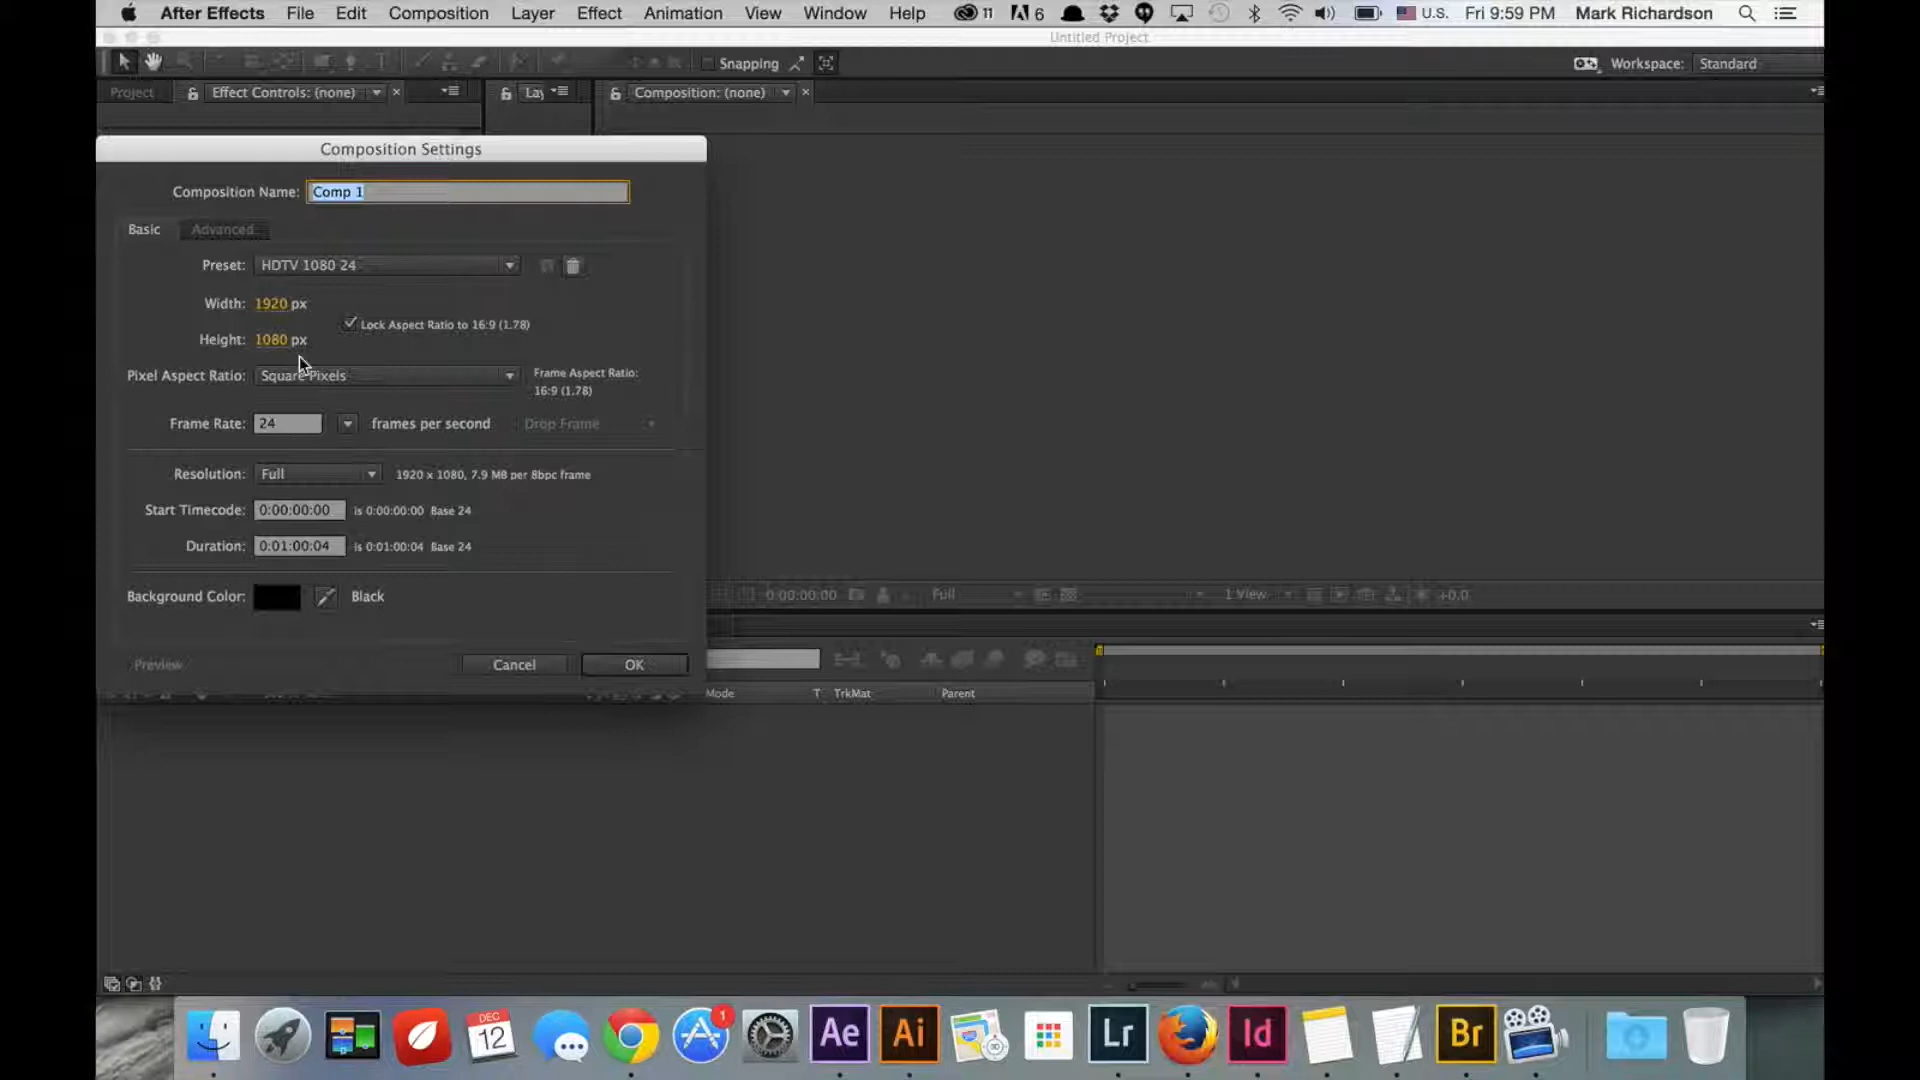 After Effects File Edit Composition Layer Effect Animation View Window Help 11 6 U.S. Fri 9:59 PM Mark Richardson
Untitled Project
Snapping Workspace: Standard
Project Effect Controls: (none) Lay Composition: (none)
Composition Settings
Composition Name: Comp 1
Basic Advanced
Preset: HDTV 1080 24
Width: 1920 px
Lock Aspect Ratio to 16:9 (1.78)
Height: 1080 px
Pixel Aspect Ratio: Square Pixels Frame Aspect Ratio:
16:9 (1.78)
Frame Rate: 24 frames per second Drop Frame
Resolution: Full 1920 x 1080, 7.9 MB per 8bpc frame
Start Timecode: 0:00:00:00 is 0:00:00:00 Base 24
Duration: 0:01:00:04 is 0:01:00:04 Base 24
Background Color: Black
0:00:00:00 Full 1 View +0.0
Preview Cancel OK
Mode T TrkMat Parent
DEC
12
1
Ae Ai 3D Lr Id Br